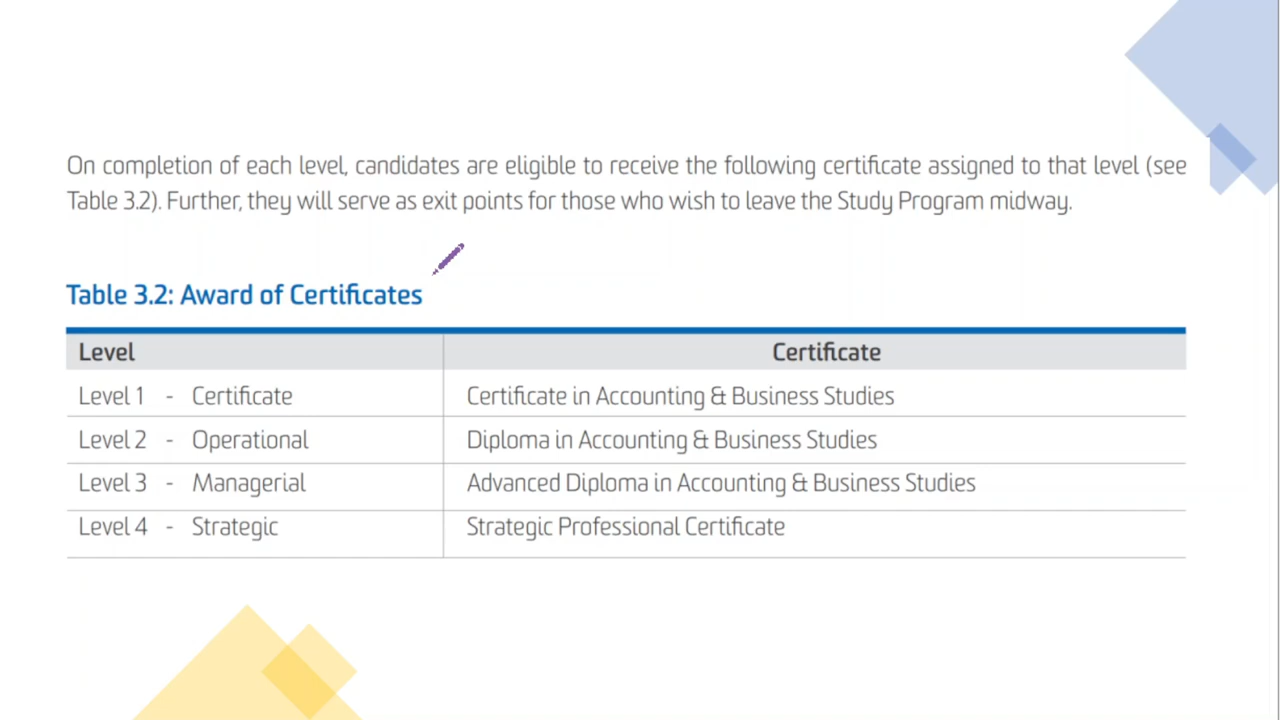 On completion of each level, candidates are eligible to receive the following certificate assigned to that level (see
Table 3.2). Further, they will serve as exit points for those who wish to leave the Study Program midway.
Table 3.2: Award of Certificates
Level Certificate
Level 1 - Certificate Certificate in Accounting & Business Studies
Level 2 - Operational Diploma in Accounting & Business Studies
Level 3 - Managerial Advanced Diploma in Accounting & Business Studies
Level 4 - Strategic Strategic Professional Certificate